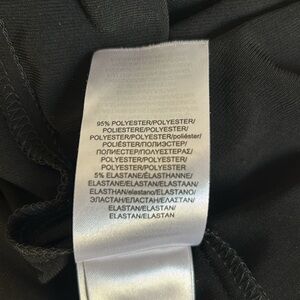 95% POLYESTER/POLYESTER/
POLIESTERE/POLYESTER/
POLYESTER/POLYESTER/poliéster/
POLIÉSTER/ПОЛИЭСТЕР/
ПОЛИЕСТЕР/ΠΟΛΥΕΣΤΕΡΑΣ/
POLYESTER/POLYESTER/
POLYESTER/POLYESTER
5% ELASTANE/ÉLASTHANNE/
ELASTANE/ELASTAN/ELASTAAN/
ELASTHAN/elastano/ELASTANO/
ЭЛАСТАН/ЕЛАСТАН/ΕΛΑΣΤΑΝ/
ELASTAN/ELASTAN/
ELASTAN/ELASTAN